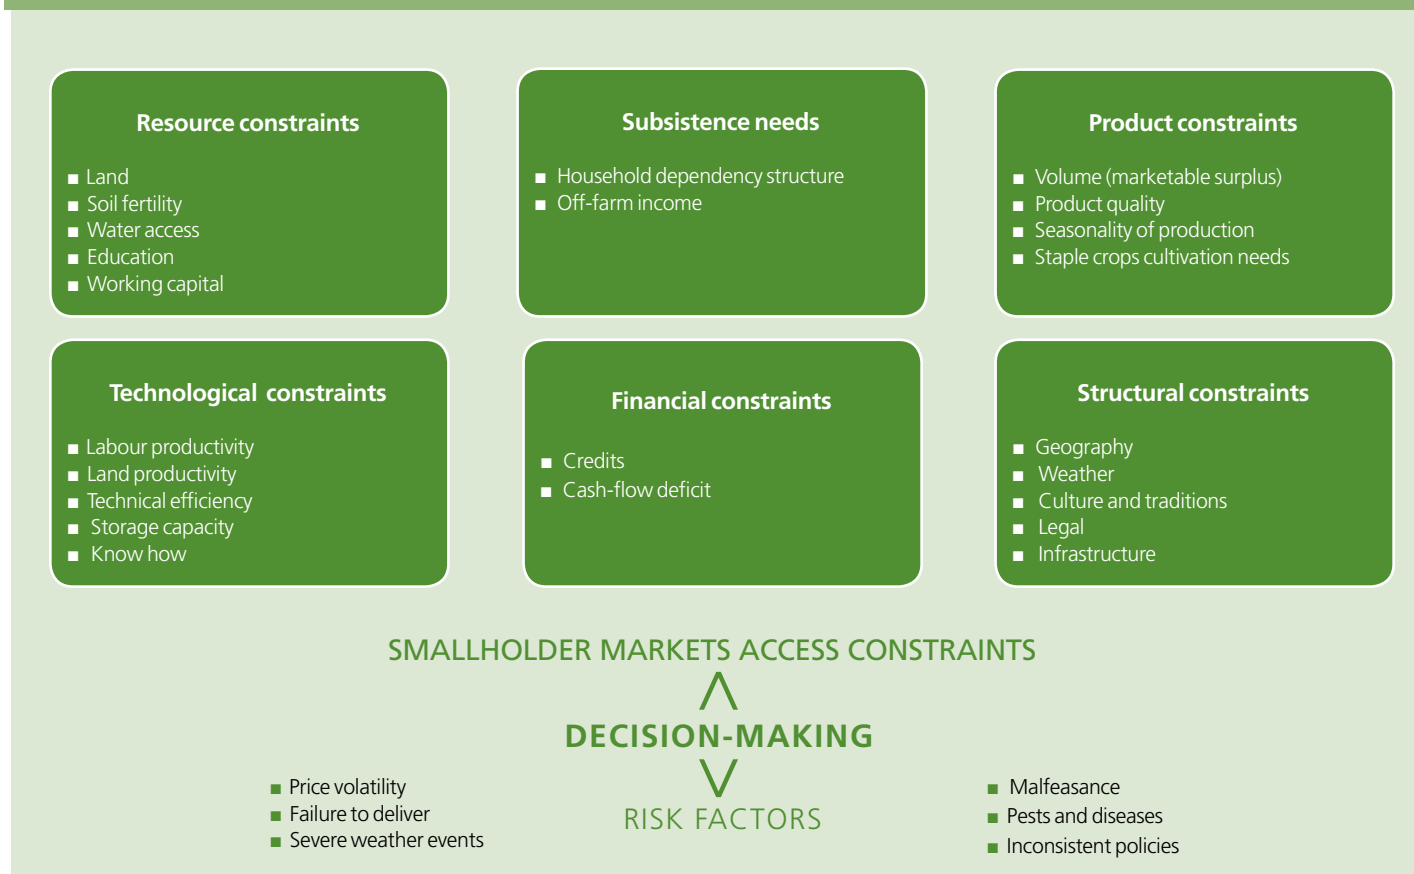 Resource constraints
■ Land
■ Soil fertility
■ Water access
■ Education
■ Working capital
Subsistence needs
■ Household dependency structure
■ Off-farm income
Product constraints
■ Volume (marketable surplus)
■ Product quality
■ Seasonality of production
■ Staple crops cultivation needs
Technological constraints
■ Labour productivity
■ Land productivity
■ Technical efficiency
■ Storage capacity
■ Know how
Financial constraints
■ Credits
■ Cash-flow deficit
Structural constraints
■ Geography
■ Weather
■ Culture and traditions
■ Legal
■ Infrastructure
SMALLHOLDER MARKETS ACCESS CONSTRAINTS
DECISION-MAKING
RISK FACTORS
■ Price volatility
■ Failure to deliver
■ Severe weather events
■ Malfeasance
■ Pests and diseases
■ Inconsistent policies